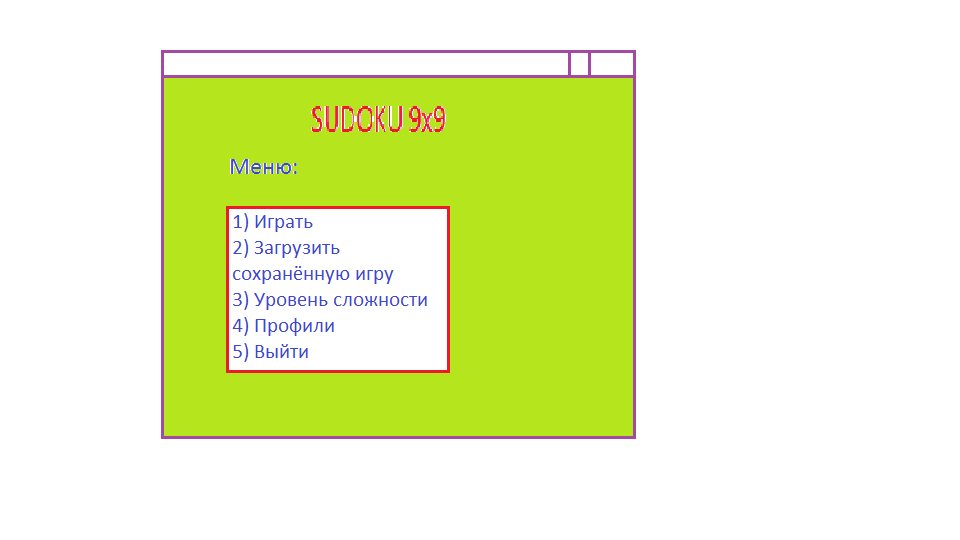 SUDOKU 9x9
Меню:
1) Играть
2) Загрузить
сохранённую игру
3) Уровень сложности
4) Профили
5) Выйти